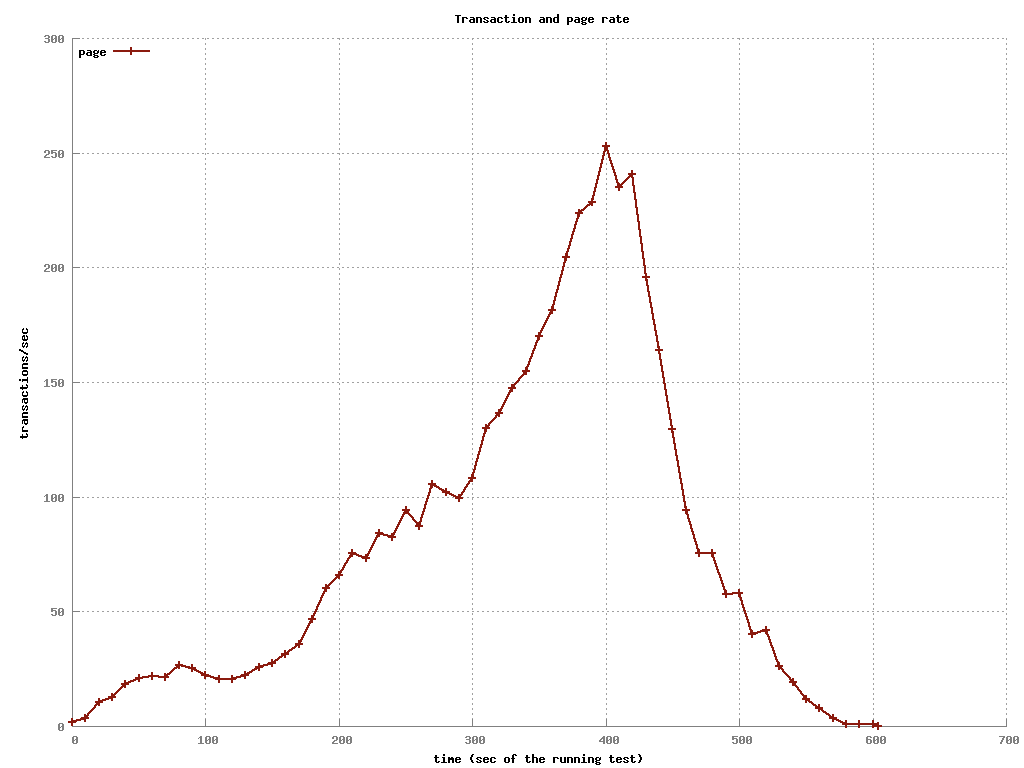 Transaction and page rate
page
300
250
200
150
100
50
0
transactions/sec
0 100 200 300 400 500 600 700
time (sec of the running test)